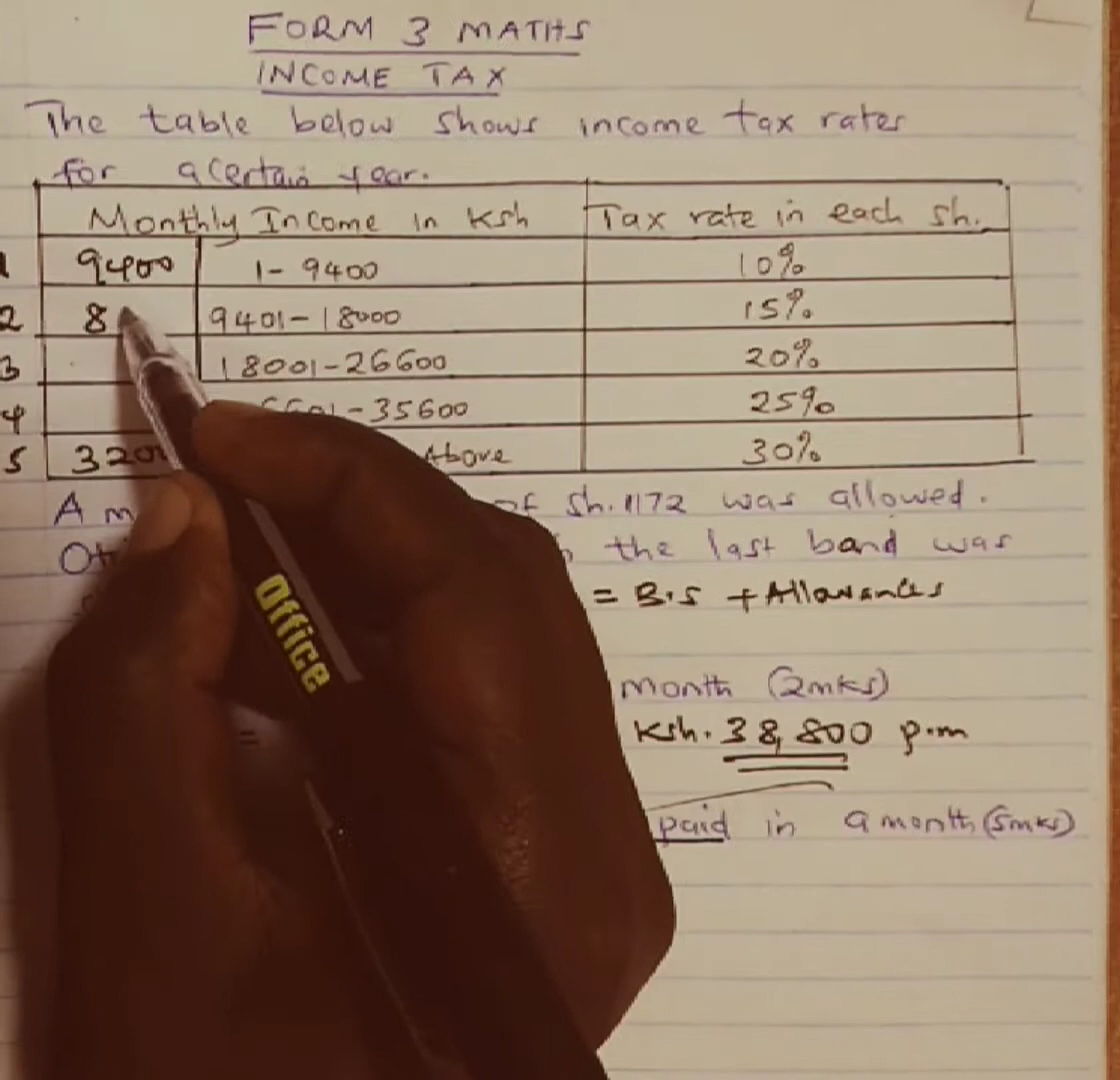 FORM 3 MATHS
INCOME TAX
The table below shows income tax rates
for a certain year.
Monthly Income in Ksh Tax rate in each sh.
1 9400 1-9400 10%
2 8 9401-18000 15%
3 18001-26600 20%
4 -35600 25%
5 Above 30%
A of sh.1172 was allowed.
the last band was
= B.S + Allowances
month (2mks)
Ksh. 38,800 p.m
paid in a month (5mks)
Office
=